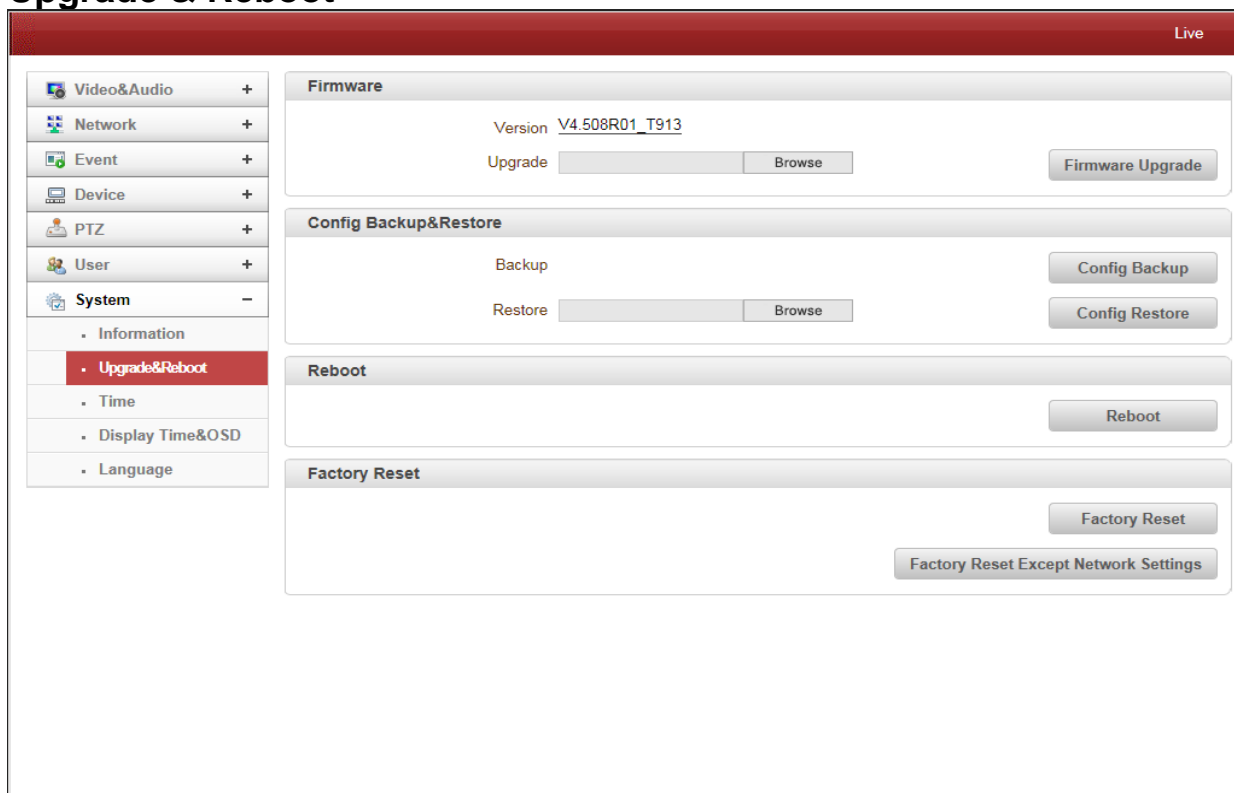 Upgrade & Reboot
Live
Video&Audio +
Network +
Event +
Device +
PTZ +
User +
System −
Information
Upgrade&Reboot
Time
Display Time&OSD
Language
Firmware
Version V4.508R01_T913
Upgrade Browse Firmware Upgrade
Config Backup&Restore
Backup Config Backup
Restore Browse Config Restore
Reboot
Reboot
Factory Reset
Factory Reset
Factory Reset Except Network Settings